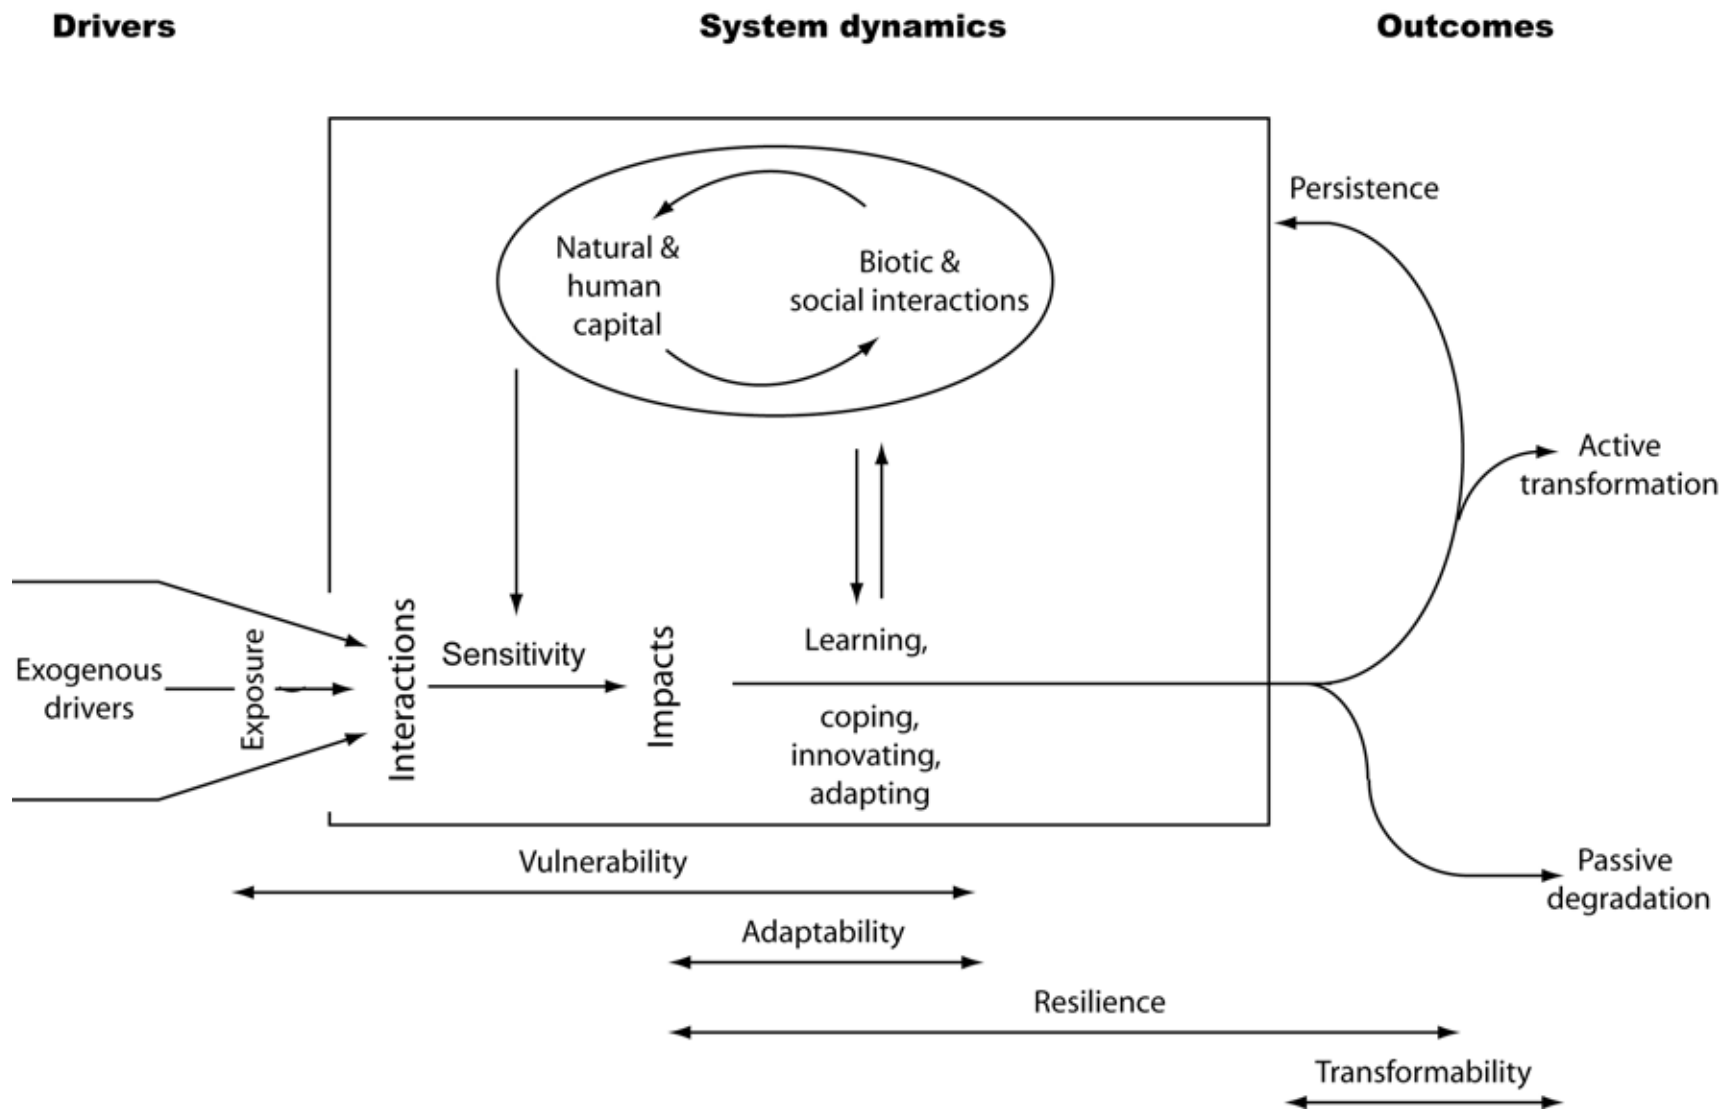 Drivers
System dynamics
Outcomes
Natural &
human
capital
Biotic &
social interactions
Persistence
Active
transformation
Exogenous
drivers
Exposure
Interactions
Sensitivity
Impacts
Learning,
coping,
innovating,
adapting
Passive
degradation
Vulnerability
Adaptability
Resilience
Transformability